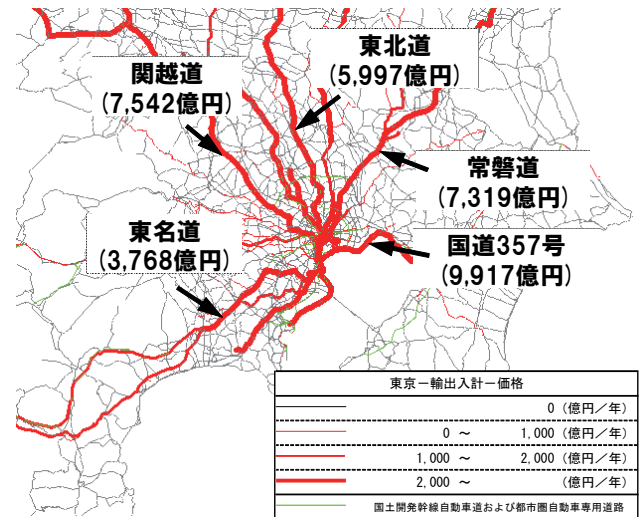 東北道
(5,997億円)
関越道
(7,542億円)
常磐道
(7,319億円)
東名道
(3,768億円)
国道357号
(9,917億円)
東京－輸出入計－価格
0 (億円／年)
0 ～ 1,000 (億円／年)
1,000 ～ 2,000 (億円／年)
2,000 ～ (億円／年)
国土開発幹線自動車道および都市圏自動車専用道路